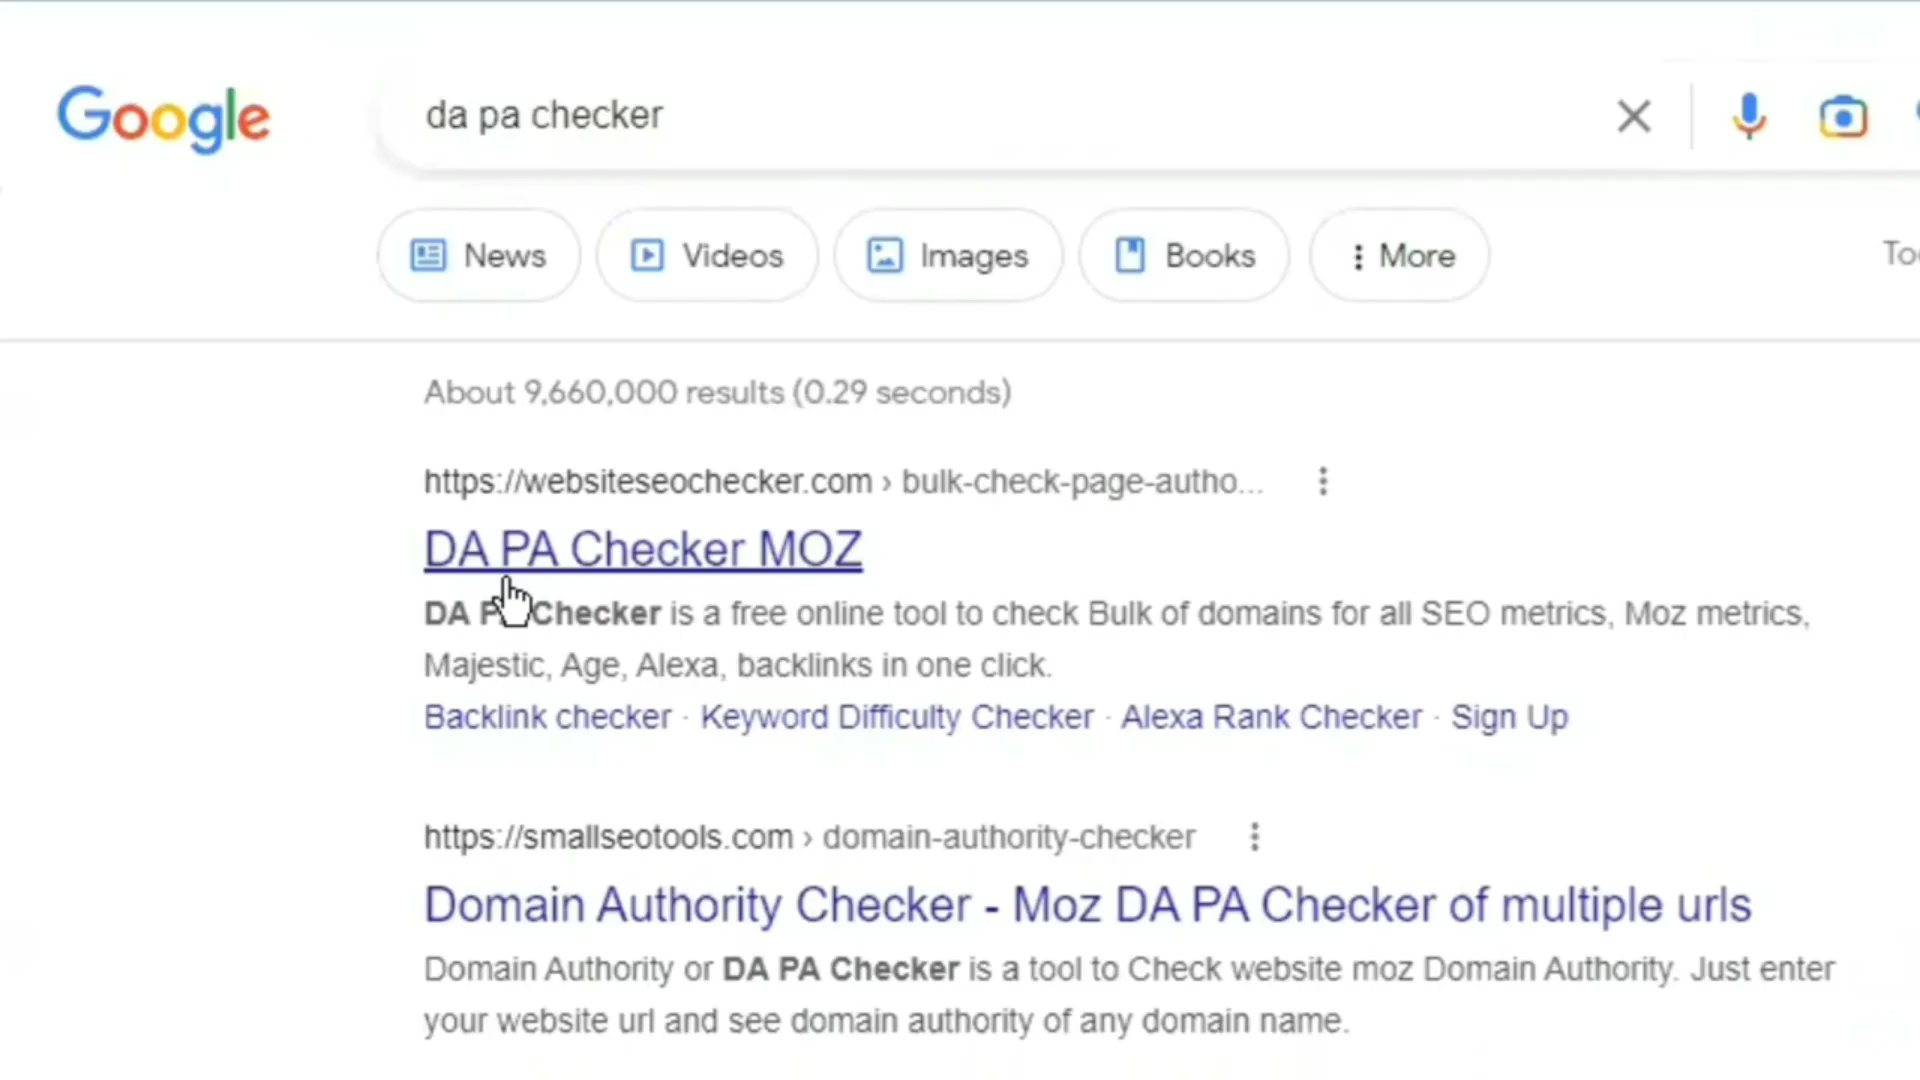 Google
da pa checker
News
Videos
Images
Books
More
About 9,660,000 results (0.29 seconds)
https://websiteseochecker.com › bulk-check-page-autho...
DA PA Checker MOZ
DA P Checker is a free online tool to check Bulk of domains for all SEO metrics, Moz metrics,
Majestic, Age, Alexa, backlinks in one click.
Backlink checker · Keyword Difficulty Checker · Alexa Rank Checker · Sign Up
https://smallseotools.com › domain-authority-checker
Domain Authority Checker - Moz DA PA Checker of multiple urls
Domain Authority or DA PA Checker is a tool to Check website moz Domain Authority. Just enter
your website url and see domain authority of any domain name.